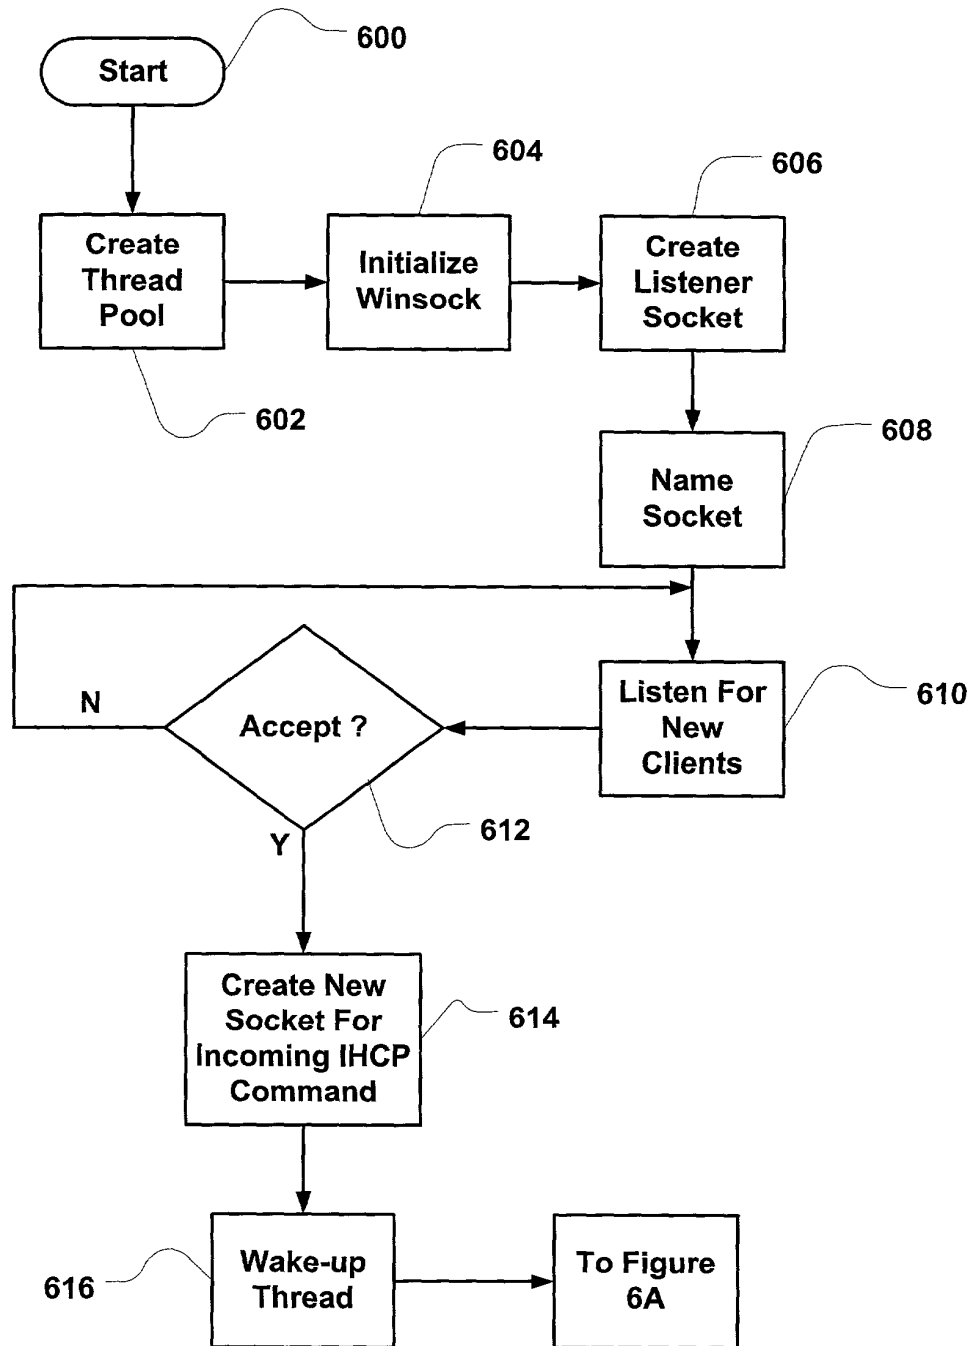 600
Start
604
606
Create
Thread
Pool
Initialize
Winsock
Create
Listener
Socket
602
608
Name
Socket
N
Accept ?
Listen For
New
Clients
610
612
Y
Create New
Socket For
Incoming IHCP
Command
614
Wake-up
Thread
616
To Figure
6A